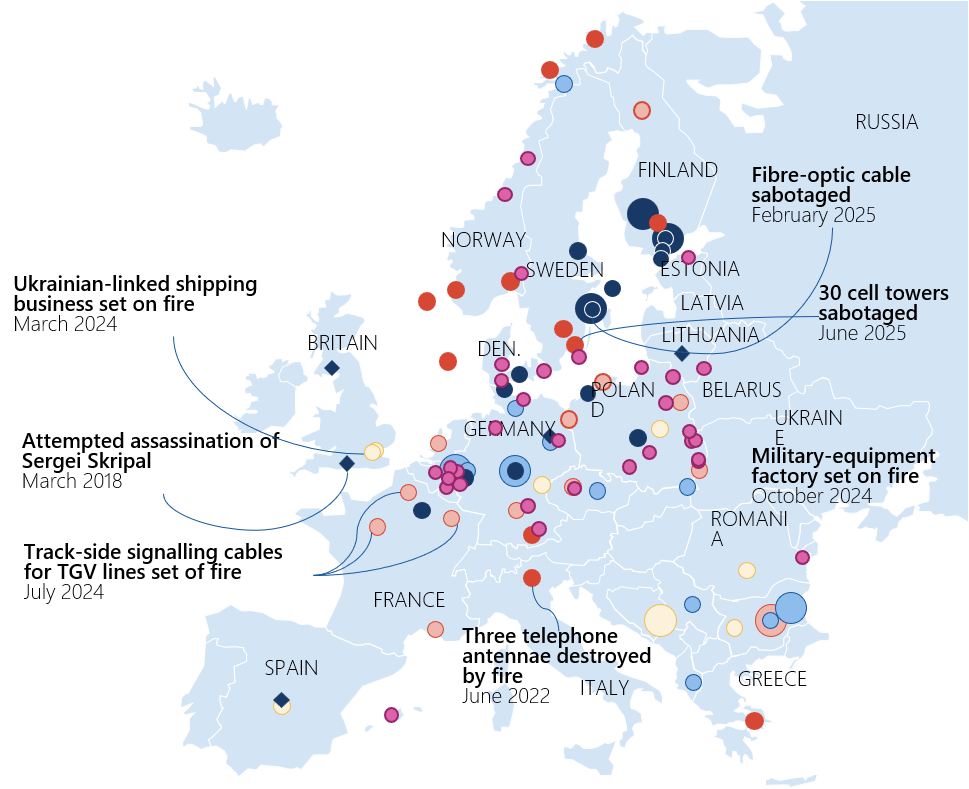 RUSSIA
FINLAND
Fibre-optic cable
sabotaged
February 2025
NORWAY
SWEDEN
ESTONIA
Ukrainian-linked shipping
business set on fire
March 2024
30 cell towers
sabotaged
June 2025
LATVIA
LITHUANIA
BRITAIN
DEN.
POLAN
D
BELARUS
UKRAIN
E
GERMANY
Attempted assassination of
Sergei Skripal
March 2018
Military-equipment
factory set on fire
October 2024
ROMANI
A
Track-side signalling cables
for TGV lines set of fire
July 2024
FRANCE
Three telephone
antennae destroyed
by fire
June 2022
SPAIN
ITALY
GREECE